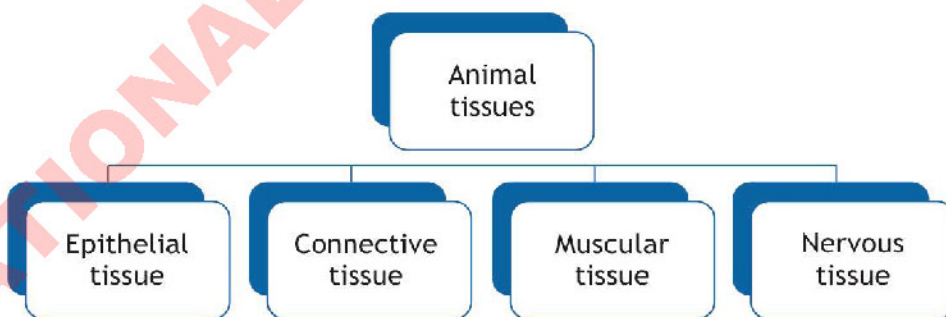 Animal
tissues
Epithelial
tissue
Connective
tissue
Muscular
tissue
Nervous
tissue